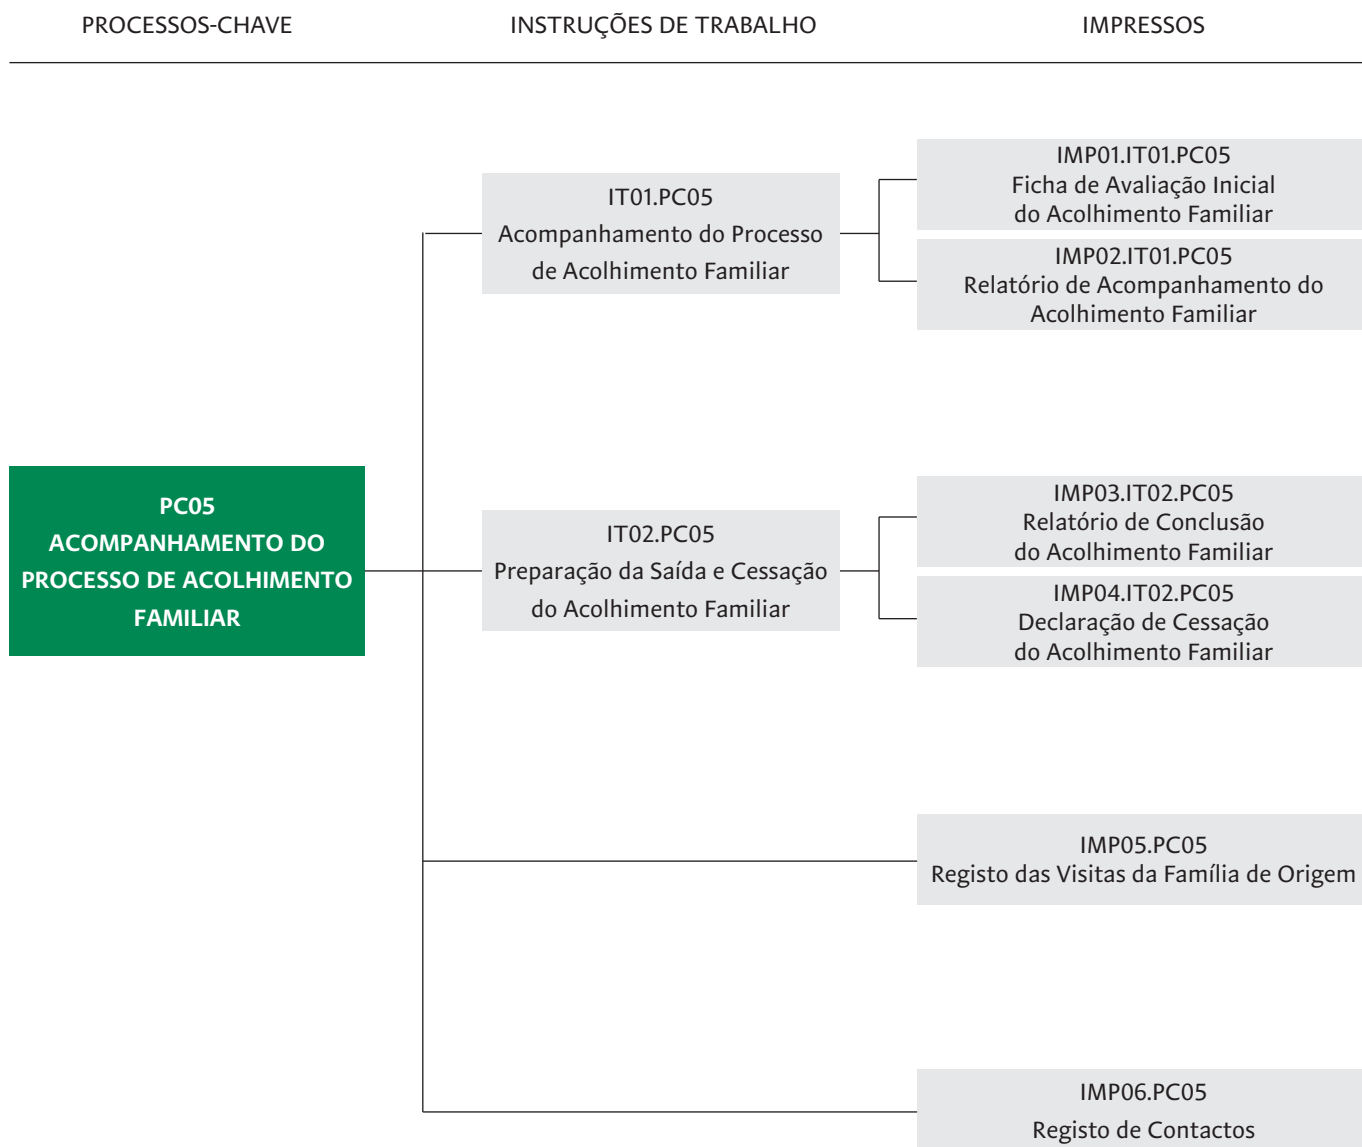 PROCESSOS-CHAVE
INSTRUÇÕES DE TRABALHO
IMPRESSOS
PC05
ACOMPANHAMENTO DO
PROCESSO DE ACOLHIMENTO
FAMILIAR
IT01.PC05
Acompanhamento do Processo
de Acolhimento Familiar
IMP01.IT01.PC05
Ficha de Avaliação Inicial
do Acolhimento Familiar
IMP02.IT01.PC05
Relatório de Acompanhamento do
Acolhimento Familiar
IT02.PC05
Preparação da Saída e Cessação
do Acolhimento Familiar
IMP03.IT02.PC05
Relatório de Conclusão
do Acolhimento Familiar
IMP04.IT02.PC05
Declaração de Cessação
do Acolhimento Familiar
IMP05.PC05
Registo das Visitas da Família de Origem
IMP06.PC05
Registo de Contactos